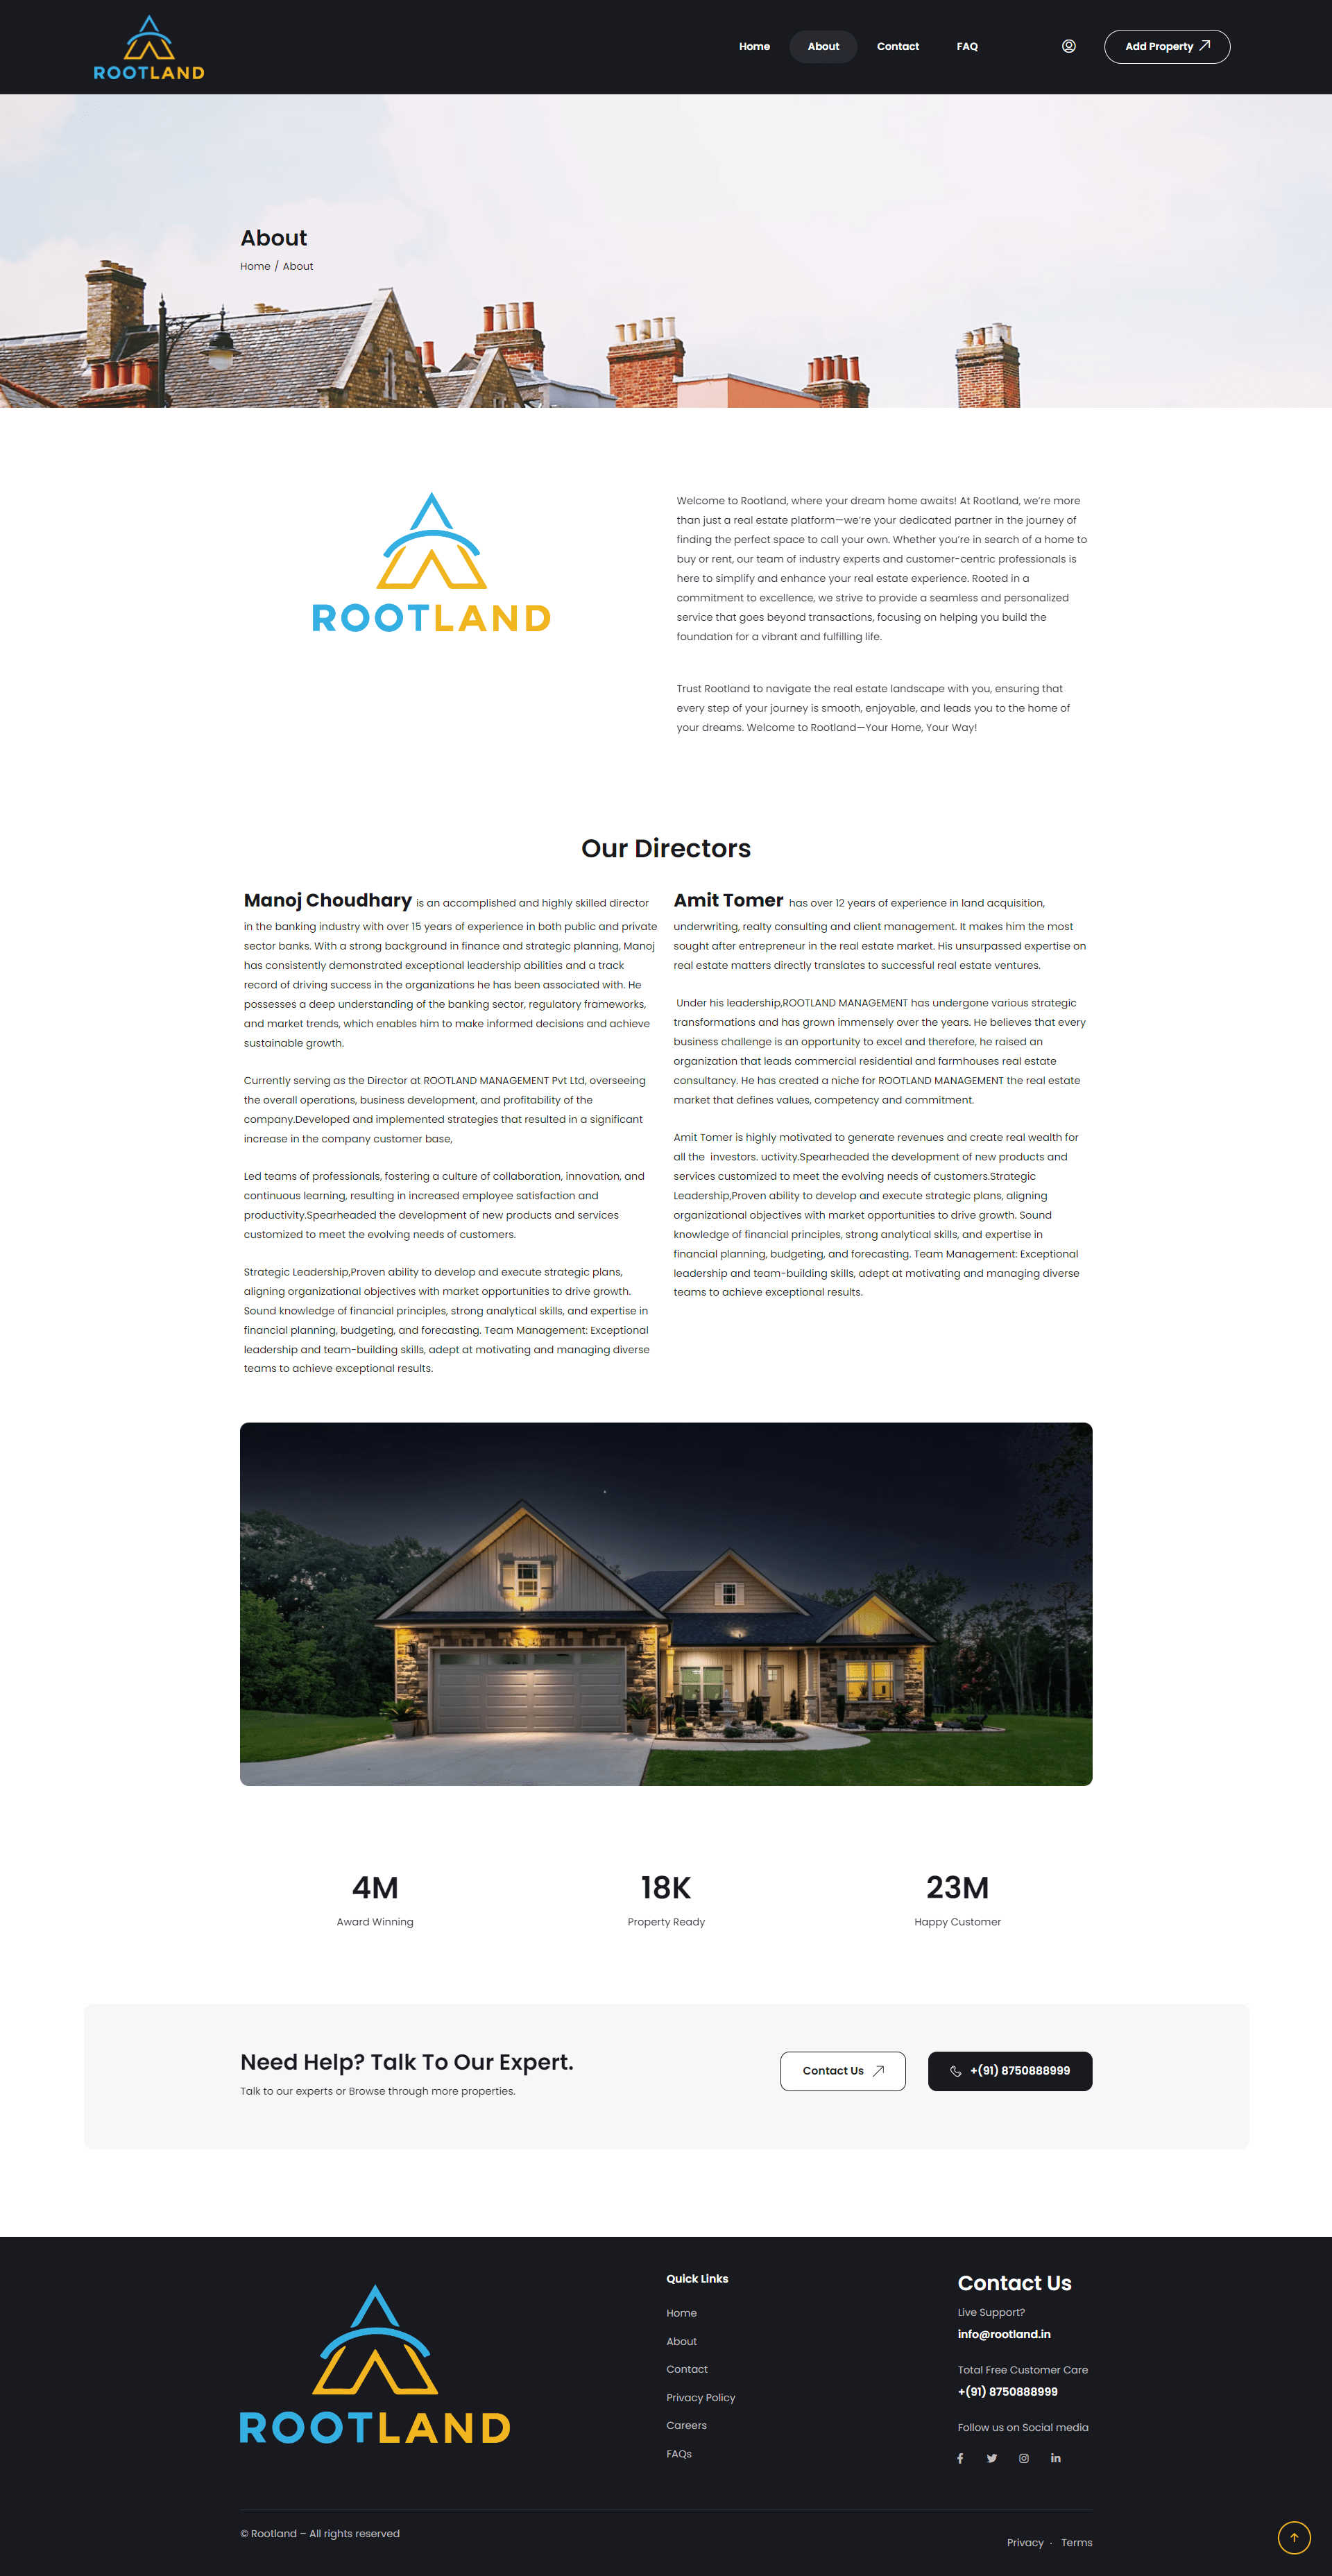 ROOTLAND
Home
About
Contact
FAQ
Add Property
About
Home / About
ROOTLAND
Welcome to Rootland, where your dream home awaits! At Rootland, we’re more
than just a real estate platform—we’re your dedicated partner in the journey of
finding the perfect space to call your own. Whether you’re in search of a home to
buy or rent, our team of industry experts and customer-centric professionals is
here to simplify and enhance your real estate experience. Rooted in a
commitment to excellence, we strive to provide a seamless and personalized
service that goes beyond transactions, focusing on helping you build the
foundation for a vibrant and fulfilling life.
Trust Rootland to navigate the real estate landscape with you, ensuring that
every step of your journey is smooth, enjoyable, and leads you to the home of
your dreams. Welcome to Rootland—Your Home, Your Way!
Our Directors
Manoj Choudhary is an accomplished and highly skilled director
in the banking industry with over 15 years of experience in both public and private
sector banks. With a strong background in finance and strategic planning, Manoj
has consistently demonstrated exceptional leadership abilities and a track
record of driving success in the organizations he has been associated with. He
possesses a deep understanding of the banking sector, regulatory frameworks,
and market trends, which enables him to make informed decisions and achieve
sustainable growth.
Currently serving as the Director at ROOTLAND MANAGEMENT Pvt Ltd, overseeing
the overall operations, business development, and profitability of the
company.Developed and implemented strategies that resulted in a significant
increase in the company customer base,
Led teams of professionals, fostering a culture of collaboration, innovation, and
continuous learning, resulting in increased employee satisfaction and
productivity.Spearheaded the development of new products and services
customized to meet the evolving needs of customers.
Strategic Leadership,Proven ability to develop and execute strategic plans,
aligning organizational objectives with market opportunities to drive growth.
Sound knowledge of financial principles, strong analytical skills, and expertise in
financial planning, budgeting, and forecasting. Team Management: Exceptional
leadership and team-building skills, adept at motivating and managing diverse
teams to achieve exceptional results.
Amit Tomer has over 12 years of experience in land acquisition,
underwriting, realty consulting and client management. It makes him the most
sought after entrepreneur in the real estate market. His unsurpassed expertise on
real estate matters directly translates to successful real estate ventures.
Under his leadership,ROOTLAND MANAGEMENT has undergone various strategic
transformations and has grown immensely over the years. He believes that every
business challenge is an opportunity to excel and therefore, he raised an
organization that leads commercial residential and farmhouses real estate
consultancy. He has created a niche for ROOTLAND MANAGEMENT the real estate
market that defines values, competency and commitment.
Amit Tomer is highly motivated to generate revenues and create real wealth for
all the investors. uctivity.Spearheaded the development of new products and
services customized to meet the evolving needs of customers.Strategic
Leadership,Proven ability to develop and execute strategic plans, aligning
organizational objectives with market opportunities to drive growth. Sound
knowledge of financial principles, strong analytical skills, and expertise in
financial planning, budgeting, and forecasting. Team Management: Exceptional
leadership and team-building skills, adept at motivating and managing diverse
teams to achieve exceptional results.
4M
Award Winning
18K
Property Ready
23M
Happy Customer
Need Help? Talk To Our Expert.
Talk to our experts or Browse through more properties.
Contact Us
+(91) 8750888999
ROOTLAND
Quick Links
Home
About
Contact
Privacy Policy
Careers
FAQs
Contact Us
Live Support?
info@rootland.in
Total Free Customer Care
+(91) 8750888999
Follow us on Social media
© Rootland – All rights reserved
Privacy · Terms